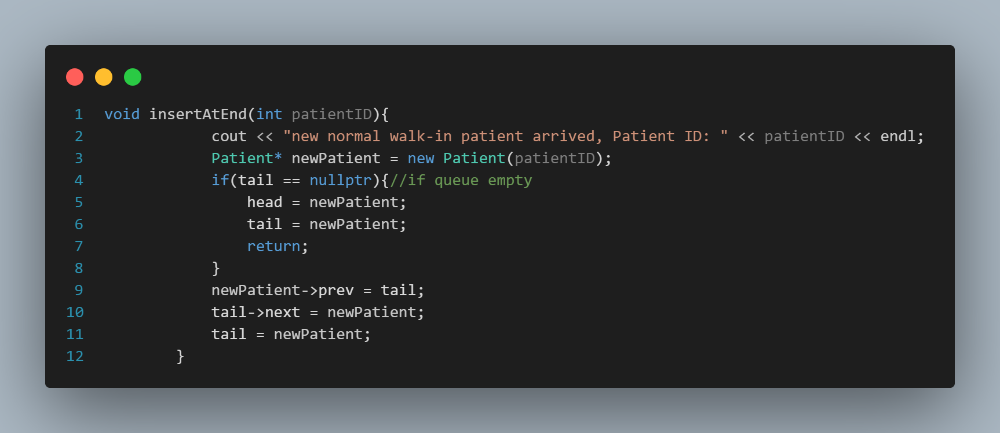 1 void insertAtEnd(int patientID){
2 cout << "new normal walk-in patient arrived, Patient ID: " << patientID << endl;
3 Patient* newPatient = new Patient(patientID);
4 if(tail == nullptr){//if queue empty
5 head = newPatient;
6 tail = newPatient;
7 return;
8 }
9 newPatient->prev = tail;
10 tail->next = newPatient;
11 tail = newPatient;
12 }